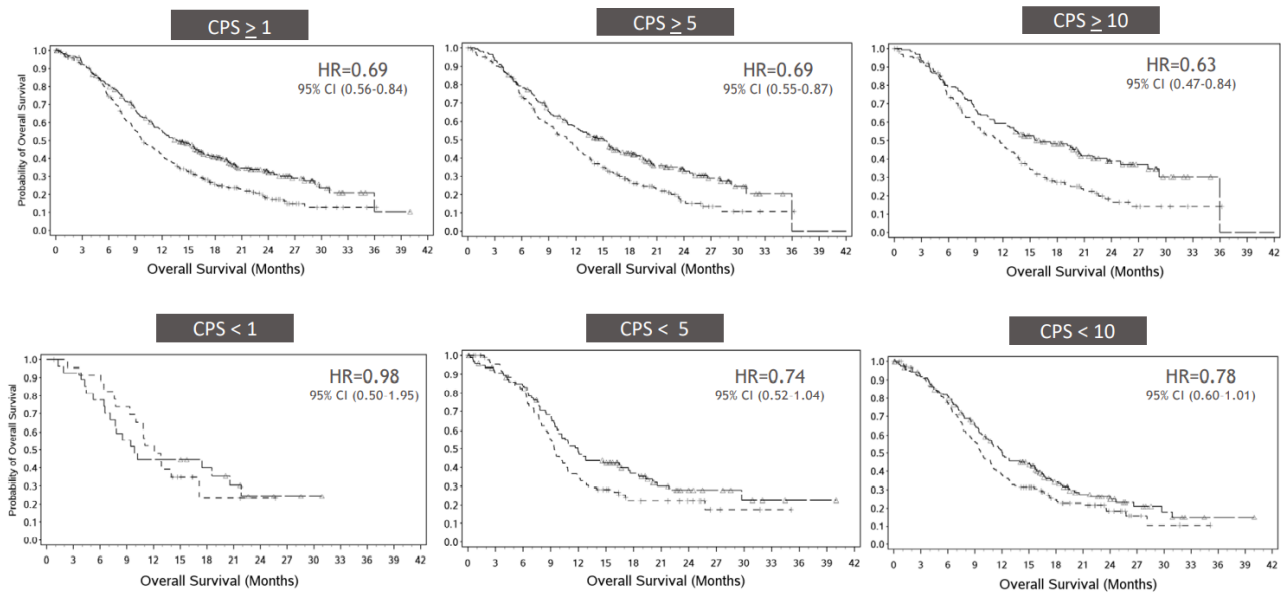 CPS ≥ 1
CPS ≥ 5
CPS ≥ 10
Probability of Overall Survival
1.0
0.9
0.8
0.7
0.6
0.5
0.4
0.3
0.2
0.1
0.0
HR=0.69
95% CI (0.56-0.84)
0 3 6 9 12 15 18 21 24 27 30 33 36 39 42
Overall Survival (Months)
1.0
0.9
0.8
0.7
0.6
0.5
0.4
0.3
0.2
0.1
0.0
HR=0.69
95% CI (0.55-0.87)
0 3 6 9 12 15 18 21 24 27 30 33 36 39 42
Overall Survival (Months)
1.0
0.9
0.8
0.7
0.6
0.5
0.4
0.3
0.2
0.1
0.0
HR=0.63
95% CI (0.47-0.84)
0 3 6 9 12 15 18 21 24 27 30 33 36 39 42
Overall Survival (Months)
CPS < 1
CPS < 5
CPS < 10
Probability of Overall Survival
1.0
0.9
0.8
0.7
0.6
0.5
0.4
0.3
0.2
0.1
0.0
HR=0.98
95% CI (0.50-1.95)
0 3 6 9 12 15 18 21 24 27 30 33 36 39 42
Overall Survival (Months)
1.0
0.9
0.8
0.7
0.6
0.5
0.4
0.3
0.2
0.1
0.0
HR=0.74
95% CI (0.52-1.04)
0 3 6 9 12 15 18 21 24 27 30 33 36 39 42
Overall Survival (Months)
1.0
0.9
0.8
0.7
0.6
0.5
0.4
0.3
0.2
0.1
0.0
HR=0.78
95% CI (0.60-1.01)
0 3 6 9 12 15 18 21 24 27 30 33 36 39 42
Overall Survival (Months)